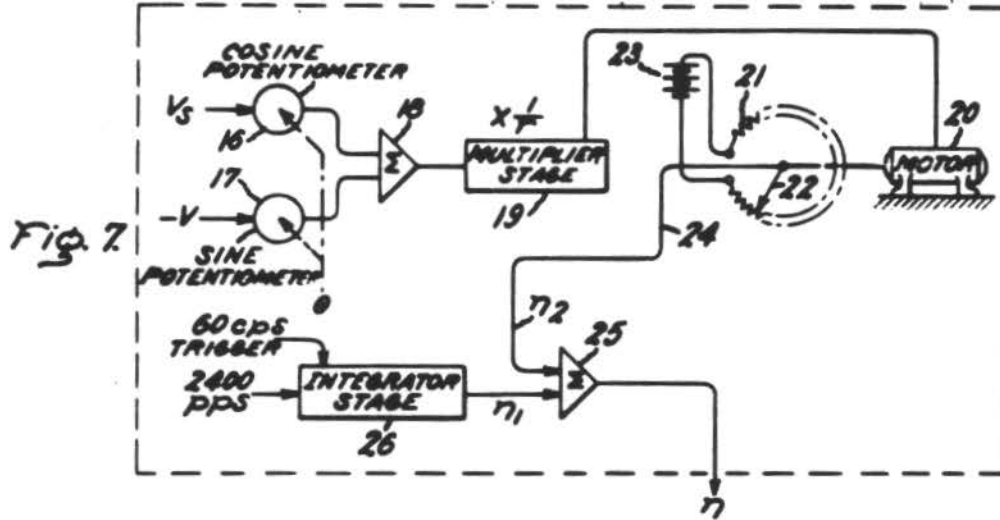 COSINE
POTENTIOMETER
Vs
16
18
Σ
X 1/r
MULTIPLIER
STAGE
19
23
21
20
MOTOR
22
24
17
-V
SINE
POTENTIOMETER
θ
Fig. 7.
60 cps
TRIGGER
2400
pps
INTEGRATOR
STAGE
26
n1
n2
25
Σ
n